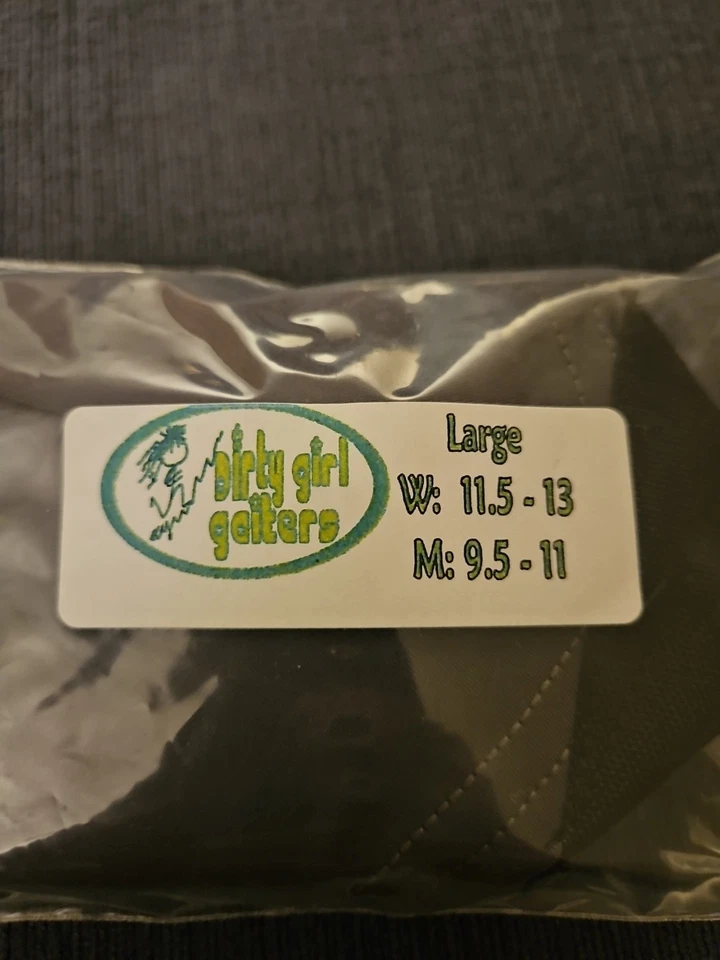 Dirty girl
gaiters
Large
W: 11.5 - 13
M: 9.5 - 11